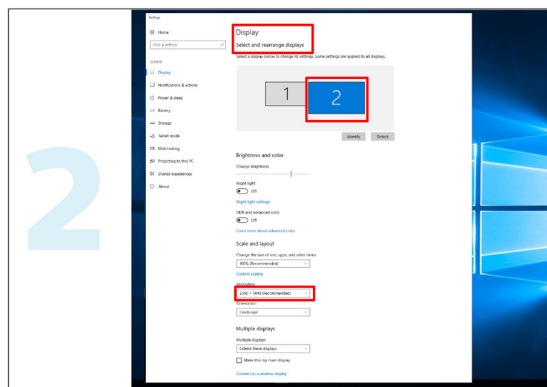 2
Settings
Home
Find a setting
System
Display
Notifications & actions
Power & sleep
Battery
Storage
Tablet mode
Multitasking
Projecting to this PC
Shared experiences
About
Display
Select and rearrange displays
Select a display below to change its settings. Some settings are applied to all displays.
1
2
Identify
Detect
Brightness and color
Change brightness
Night light
Off
Night light settings
HDR and advanced color
Off
Learn more about advanced color
Scale and layout
Change the size of text, apps, and other items
100% (Recommended)
Custom scaling
Resolution
(Recommended)
Orientation
Landscape
Multiple displays
Multiple displays
Extend these displays
Make this my main display
Connect to a wireless display